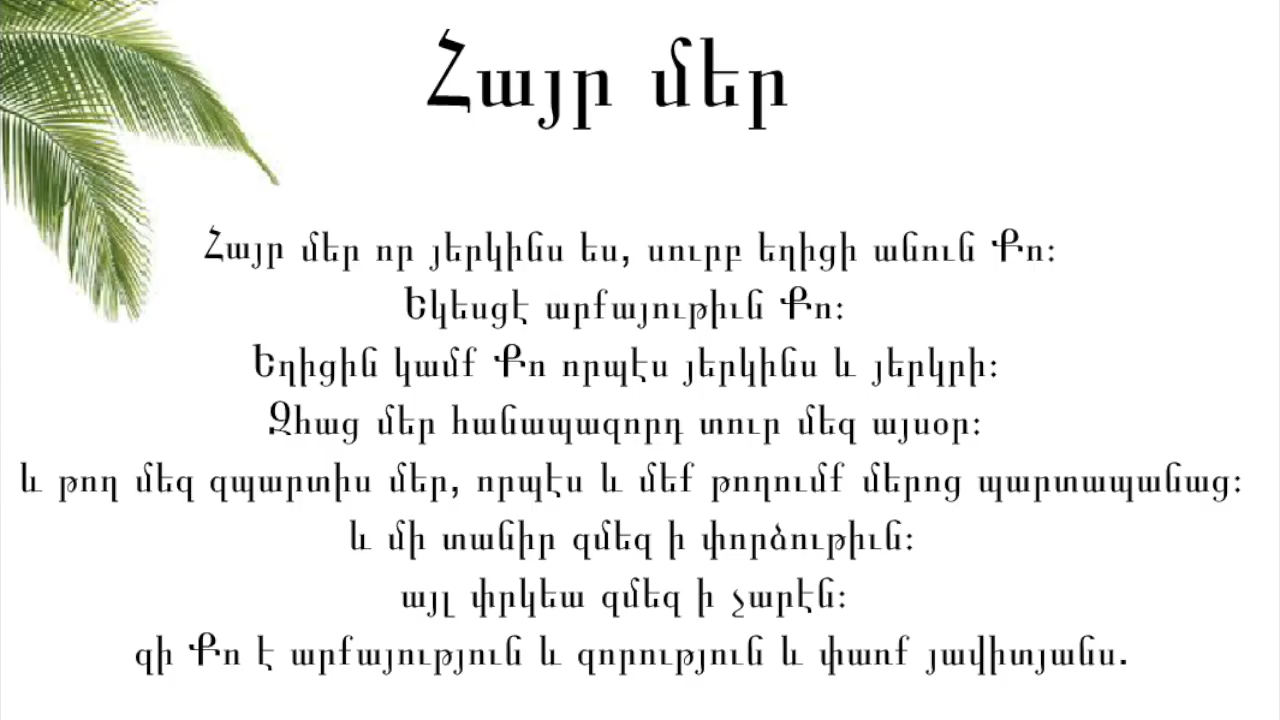 Հայր մեր
Հայր մեր որ յերկինս ես, սուրբ եղիցի անուն Քո։
Եկեսցէ արքայութիւն Քո։
Եղիցին կամք Քո որպէս յերկինս և յերկրի։
Զհաց մեր հանապազորդ տուր մեզ այսօր։
և թող մեզ զպարտիս մեր, որպէս և մեք թողումք մերոց պարտապանաց։
և մի տանիր զմեզ ի փորձութիւն։
այլ փրկեա զմեզ ի չարէն։
զի Քո է արքայություն և զորություն և փառք յավիտյանս.